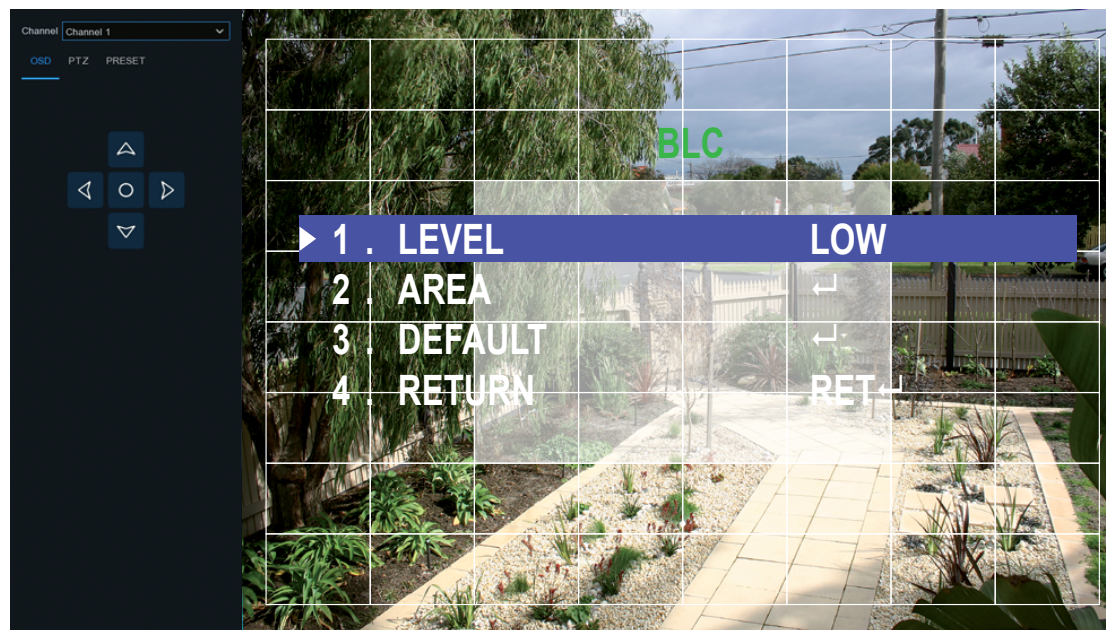 Channel Channel 1
OSD PTZ PRESET
BLC
1 . LEVEL LOW
2 . AREA ↵
3 . DEFAULT ↵
4 . RETURN RET↵